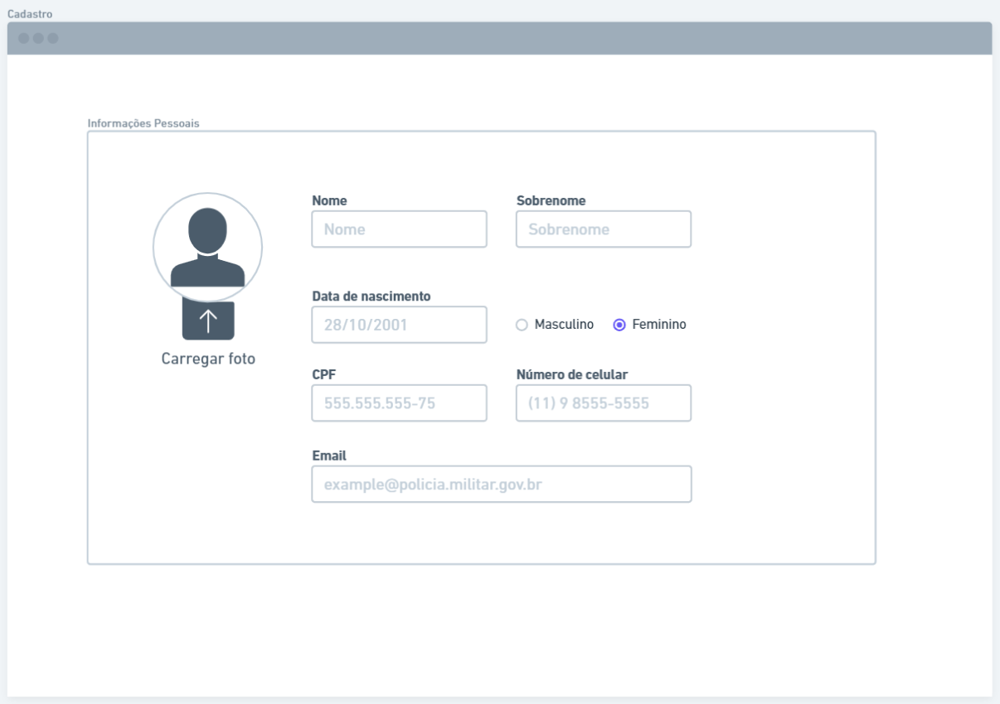 Cadastro
Informações Pessoais
Nome
Sobrenome
Nome
Sobrenome
Data de nascimento
28/10/2001
Masculino
Feminino
Carregar foto
CPF
Número de celular
555.555.555-75
(11) 9 8555-5555
Email
example@policia.militar.gov.br